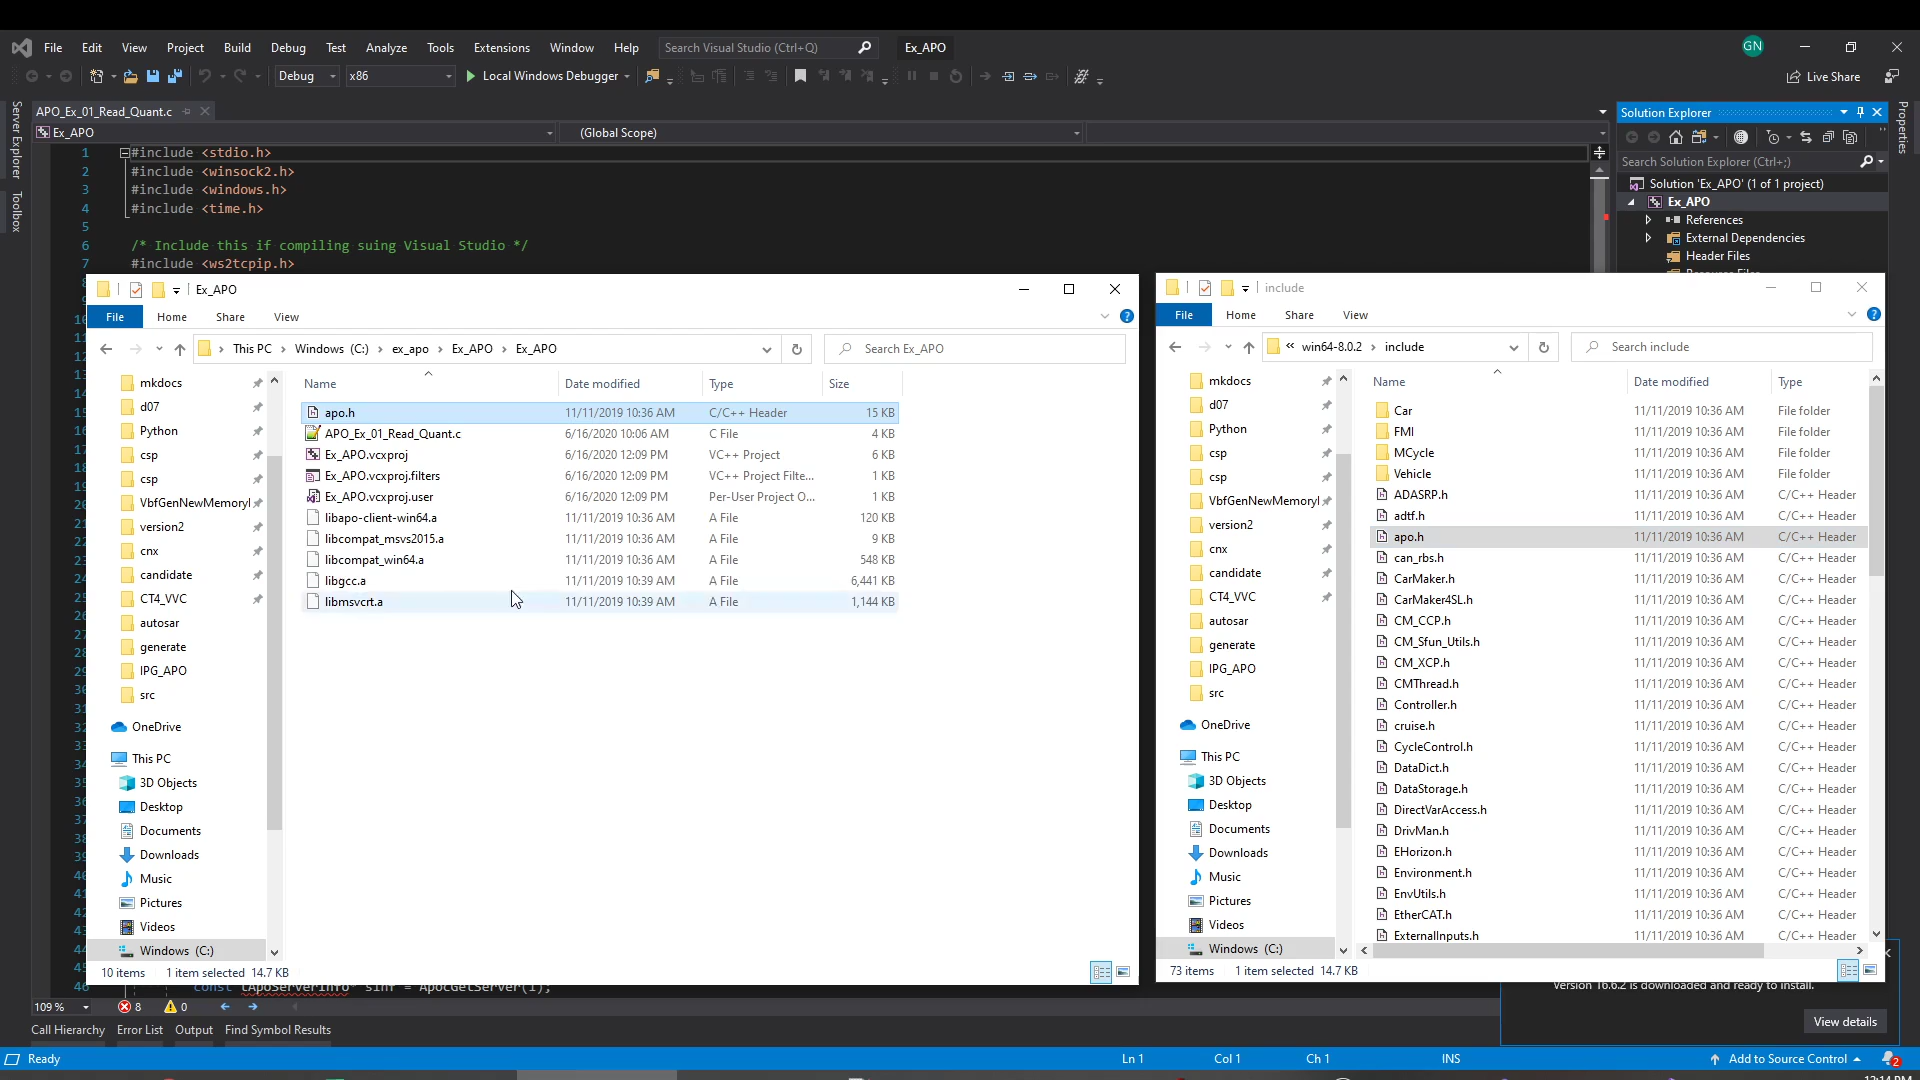 File Edit View Project Build Debug Test Analyze Tools Extensions Window Help Search Visual Studio (Ctrl+Q) Ex_APO GN
Debug x86 Local Windows Debugger Live Share
APO_Ex_01_Read_Quant.c
Ex_APO (Global Scope)
Server Explorer
Toolbox
Properties
1 #include <stdio.h>
2 #include <winsock2.h>
3 #include <windows.h>
4 #include <time.h>
5
6 /* Include this if compiling suing Visual Studio */
7 #include <ws2tcpip.h>
Solution Explorer
Search Solution Explorer (Ctrl+;)
Solution 'Ex_APO' (1 of 1 project)
Ex_APO
References
External Dependencies
Header Files
Ex_APO
File Home Share View
This PC Windows (C:) ex_apo Ex_APO Ex_APO Search Ex_APO
mkdocs
d07
Python
csp
csp
VbfGenNewMemoryl
version2
cnx
candidate
CT4_VVC
autosar
generate
IPG_APO
src
OneDrive
This PC
3D Objects
Desktop
Documents
Downloads
Music
Pictures
Videos
Windows (C:)
Name Date modified Type Size
apo.h 11/11/2019 10:36 AM C/C++ Header 15 KB
APO_Ex_01_Read_Quant.c 6/16/2020 10:06 AM C File 4 KB
Ex_APO.vcxproj 6/16/2020 12:09 PM VC++ Project 6 KB
Ex_APO.vcxproj.filters 6/16/2020 12:09 PM VC++ Project Filte... 1 KB
Ex_APO.vcxproj.user 6/16/2020 12:09 PM Per-User Project O... 1 KB
libapo-client-win64.a 11/11/2019 10:36 AM A File 120 KB
libcompat_msvs2015.a 11/11/2019 10:36 AM A File 9 KB
libcompat_win64.a 11/11/2019 10:36 AM A File 548 KB
libgcc.a 11/11/2019 10:39 AM A File 6,441 KB
libmsvcrt.a 11/11/2019 10:39 AM A File 1,144 KB
10 items 1 item selected 14.7 KB
include
File Home Share View
« win64-8.0.2 include Search include
mkdocs
d07
Python
csp
csp
VbfGenNewMemoryl
version2
cnx
candidate
CT4_VVC
autosar
generate
IPG_APO
src
OneDrive
This PC
3D Objects
Desktop
Documents
Downloads
Music
Pictures
Videos
Windows (C:)
Name Date modified Type
Car 11/11/2019 10:36 AM File folder
FMI 11/11/2019 10:36 AM File folder
MCycle 11/11/2019 10:36 AM File folder
Vehicle 11/11/2019 10:36 AM File folder
ADASRP.h 11/11/2019 10:36 AM C/C++ Header
adtf.h 11/11/2019 10:36 AM C/C++ Header
apo.h 11/11/2019 10:36 AM C/C++ Header
can_rbs.h 11/11/2019 10:36 AM C/C++ Header
CarMaker.h 11/11/2019 10:36 AM C/C++ Header
CarMaker4SL.h 11/11/2019 10:36 AM C/C++ Header
CM_CCP.h 11/11/2019 10:36 AM C/C++ Header
CM_Sfun_Utils.h 11/11/2019 10:36 AM C/C++ Header
CM_XCP.h 11/11/2019 10:36 AM C/C++ Header
CMThread.h 11/11/2019 10:36 AM C/C++ Header
Controller.h 11/11/2019 10:36 AM C/C++ Header
cruise.h 11/11/2019 10:36 AM C/C++ Header
CycleControl.h 11/11/2019 10:36 AM C/C++ Header
DataDict.h 11/11/2019 10:36 AM C/C++ Header
DataStorage.h 11/11/2019 10:36 AM C/C++ Header
DirectVarAccess.h 11/11/2019 10:36 AM C/C++ Header
DrivMan.h 11/11/2019 10:36 AM C/C++ Header
EHorizon.h 11/11/2019 10:36 AM C/C++ Header
Environment.h 11/11/2019 10:36 AM C/C++ Header
EnvUtils.h 11/11/2019 10:36 AM C/C++ Header
EtherCAT.h 11/11/2019 10:36 AM C/C++ Header
ExternalInputs.h 11/11/2019 10:36 AM C/C++ Header
73 items 1 item selected 14.7 KB
46 const tApoServerInfo* sinf = ApocGetServer(i);
Version 16.6.2 is downloaded and ready to install.
View details
109 % 8 0
Call Hierarchy Error List Output Find Symbol Results
Ready Ln 1 Col 1 Ch 1 INS Add to Source Control 2